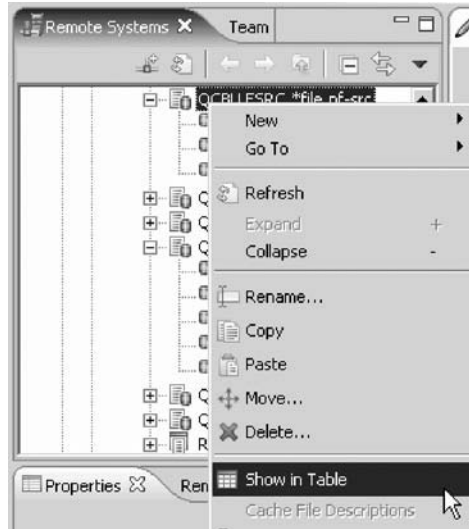 Remote Systems
Team
QCBLLESRC.*file.pf-src
New
Go To
Refresh
Expand +
Collapse -
Rename...
Copy
Paste
Move...
Delete...
Show in Table
Cache File Descriptions
Q
Q
Q
Q
Q
R
Properties
Ren